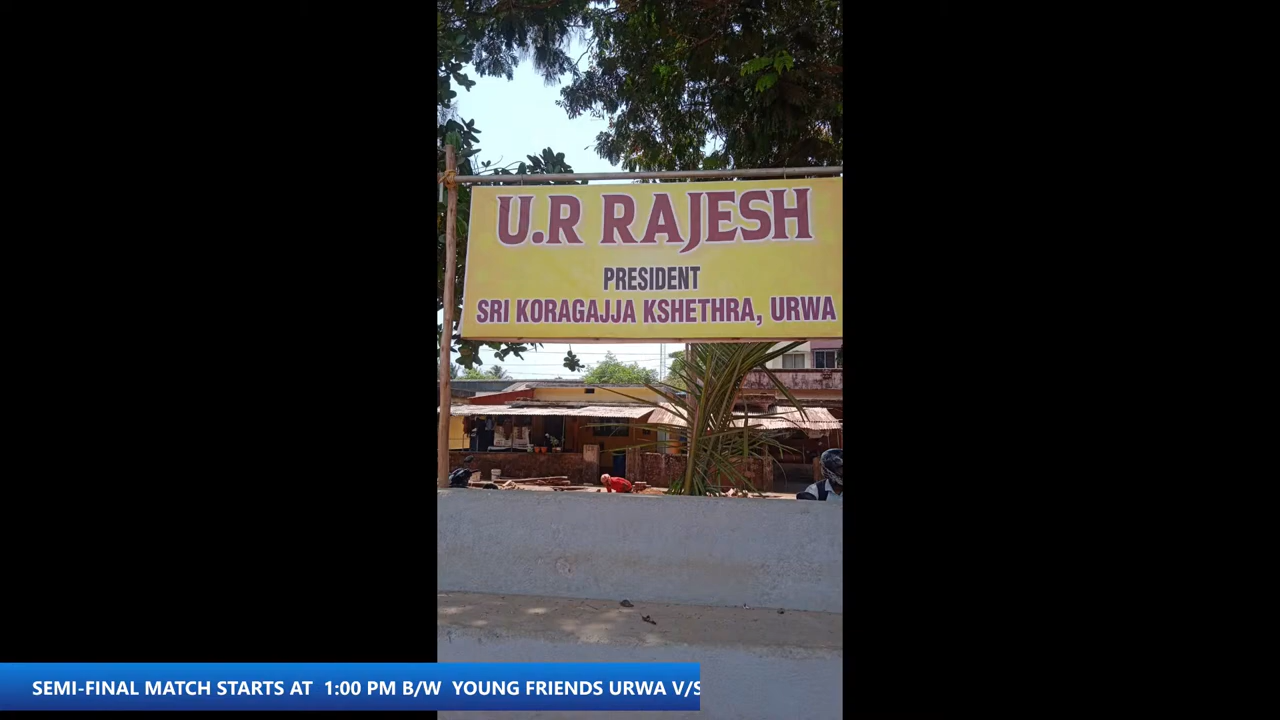 U.R RAJESH
PRESIDENT
SRI KORAGAJJA KSHETHRA, URWA
SEMI-FINAL MATCH STARTS AT  1:00 PM B/W  YOUNG FRIENDS URWA V/S